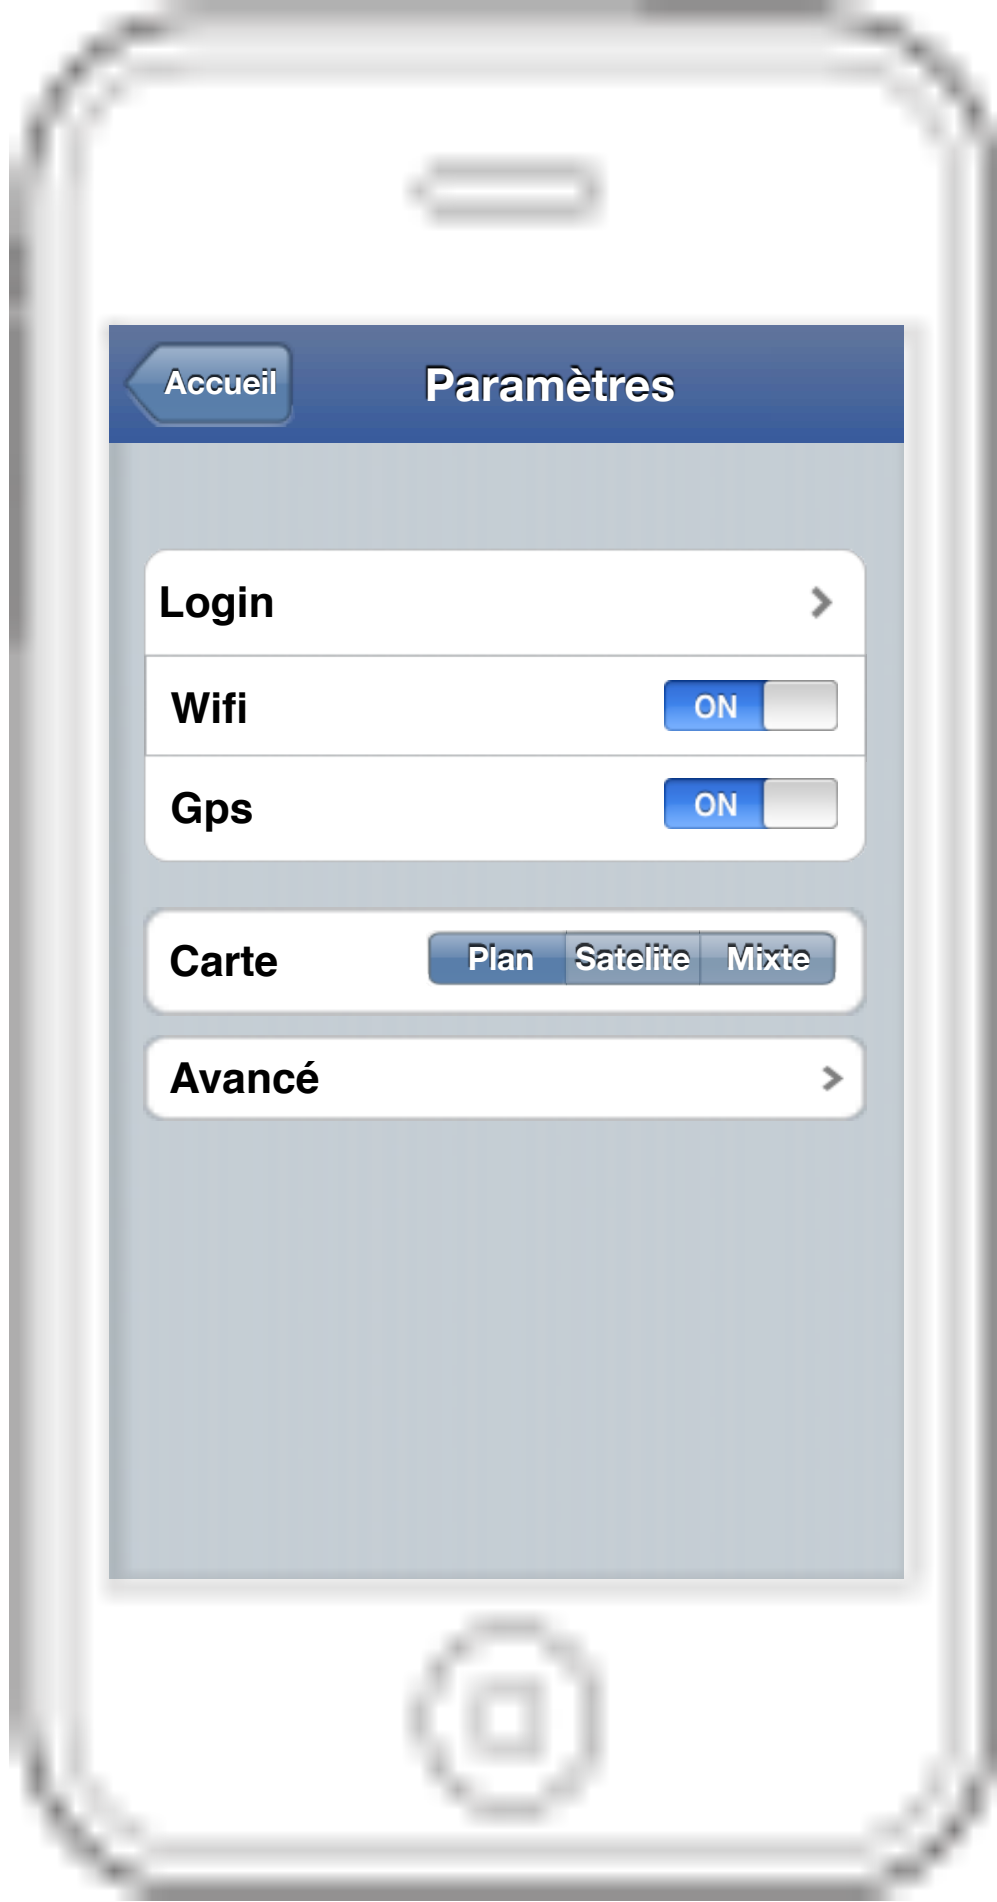 Accueil Paramètres
Login
Wifi ON
Gps ON
Carte Plan Satelite Mixte
Avancé